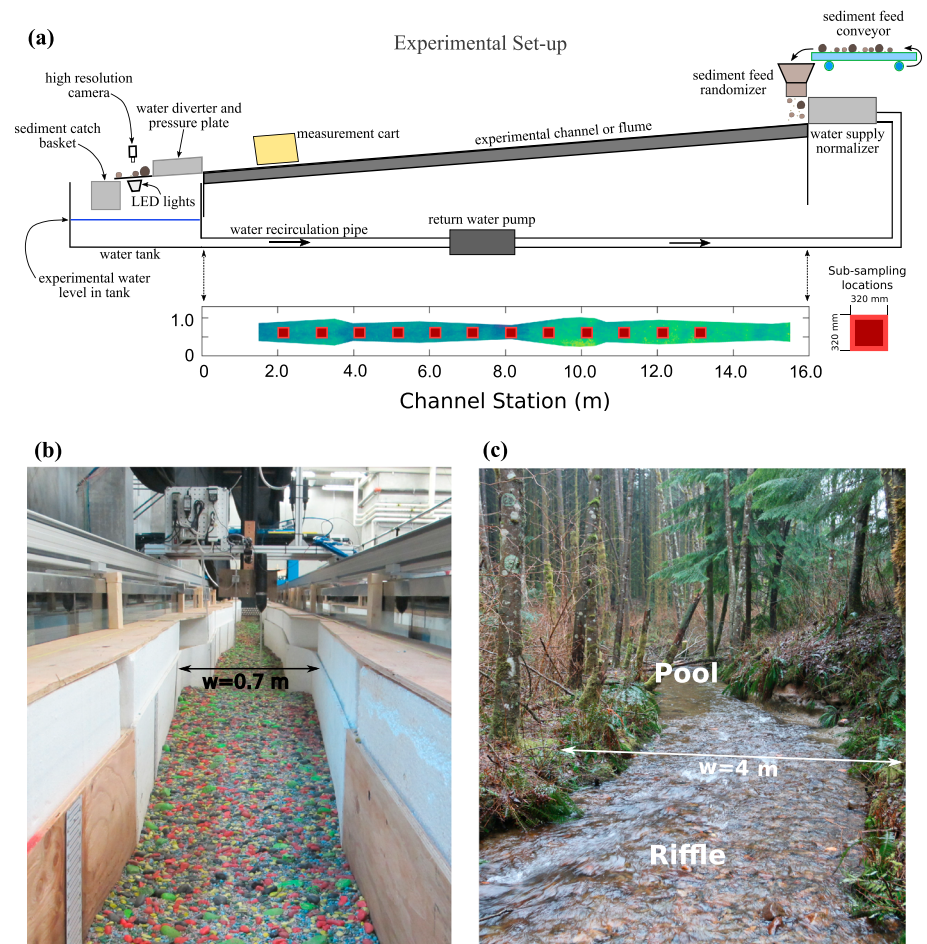 (a)
Experimental Set-up
sediment feed
conveyor
sediment feed
randomizer
high resolution
camera
water diverter and
pressure plate
sediment catch
basket
measurement cart
experimental channel or flume
water supply
normalizer
LED lights
return water pump
water recirculation pipe
water tank
experimental water
level in tank
Sub-sampling
locations
320 mm
320 mm
1.0
0
0
2.0
4.0
6.0
8.0
10.0
12.0
14.0
16.0
Channel Station (m)
(b)
(c)
w=0.7 m
Pool
w=4 m
Riffle